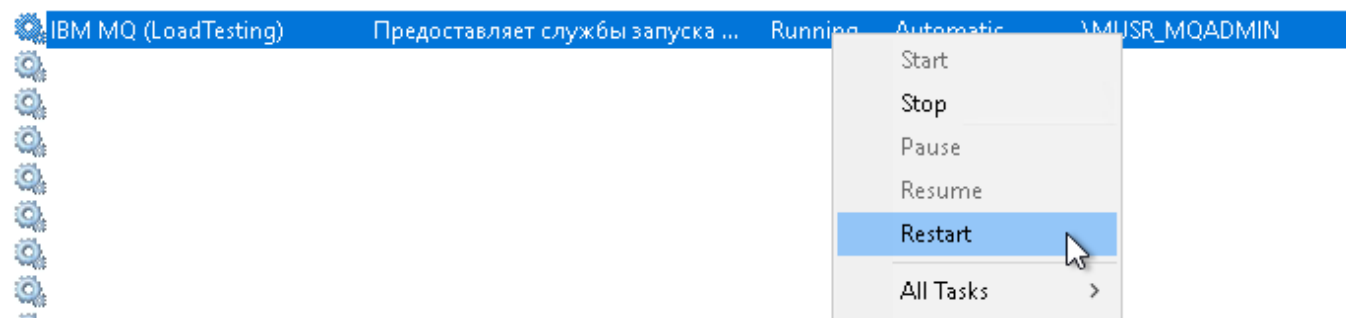 IBM MQ (LoadTesting) Предоставляет службы запуска ... Running Automatic .\MUSR_MQADMIN
Start
Stop
Pause
Resume
Restart
All Tasks >